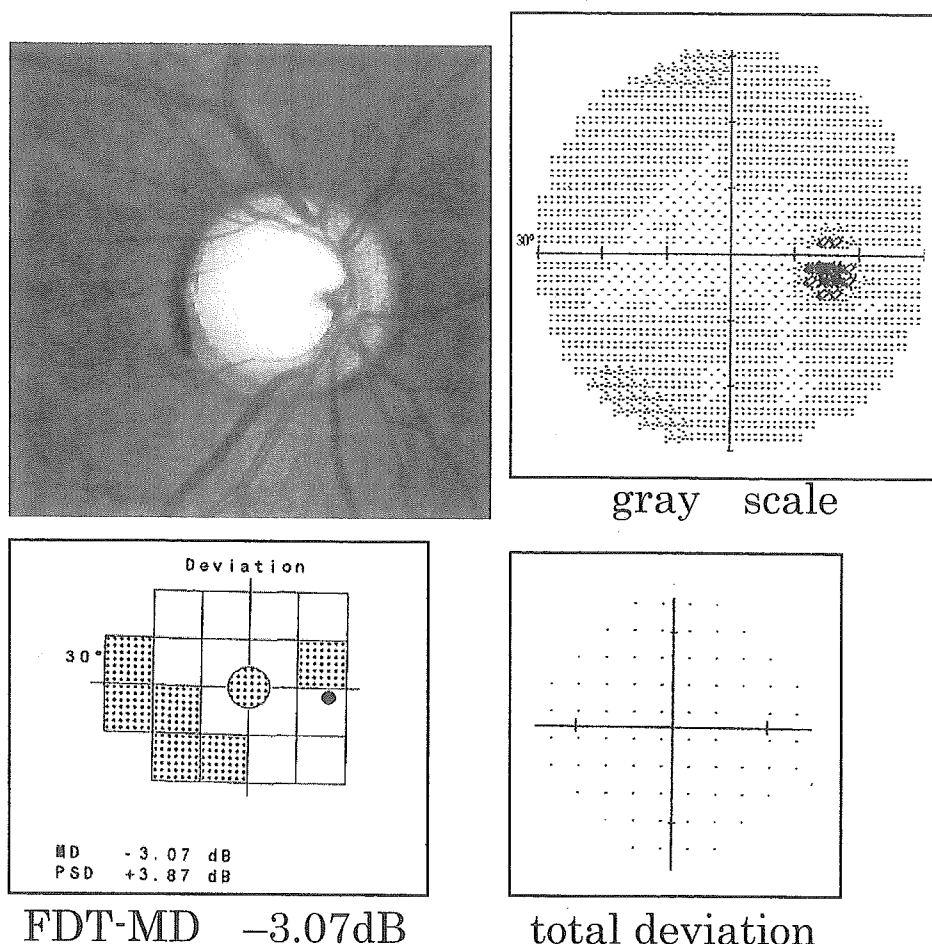 30°
gray scale
Deviation
30°
MD -3.07 dB
PSD +3.87 dB
FDT-MD −3.07dB
total deviation